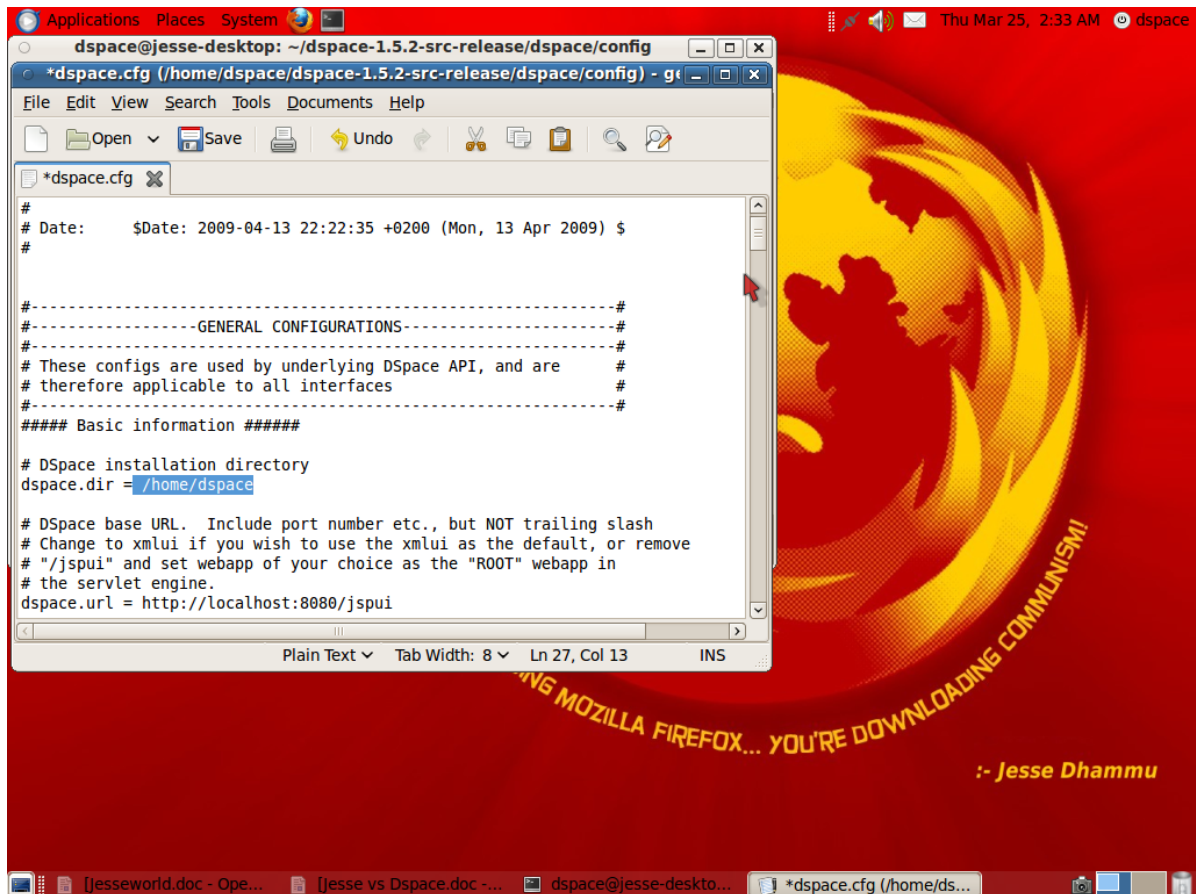 Applications Places System
Thu Mar 25, 2:33 AM
dspace
dspace@jesse-desktop: ~/dspace-1.5.2-src-release/dspace/config
*dspace.cfg (/home/dspace/dspace-1.5.2-src-release/dspace/config) - ge
File Edit View Search Tools Documents Help
Open Save Undo
*dspace.cfg
#
# Date:     $Date: 2009-04-13 22:22:35 +0200 (Mon, 13 Apr 2009) $
#
#---------------------------------------------------------------#
#------------------GENERAL CONFIGURATIONS-----------------------#
#---------------------------------------------------------------#
# These configs are used by underlying DSpace API, and are      #
# therefore applicable to all interfaces                        #
#---------------------------------------------------------------#
##### Basic information ######
# DSpace installation directory
dspace.dir = /home/dspace
# DSpace base URL.  Include port number etc., but NOT trailing slash
# Change to xmlui if you wish to use the xmlui as the default, or remove
# "/jspui" and set webapp of your choice as the "ROOT" webapp in
# the servlet engine.
dspace.url = http://localhost:8080/jspui
Plain Text Tab Width: 8 Ln 27, Col 13 INS
MOZILLA FIREFOX... YOU'RE DOWNLOADING COMMUNISM!
:- Jesse Dhammu
[Jesseworld.doc - Ope... [Jesse vs Dspace.doc -... dspace@jesse-deskto... *dspace.cfg (/home/ds...